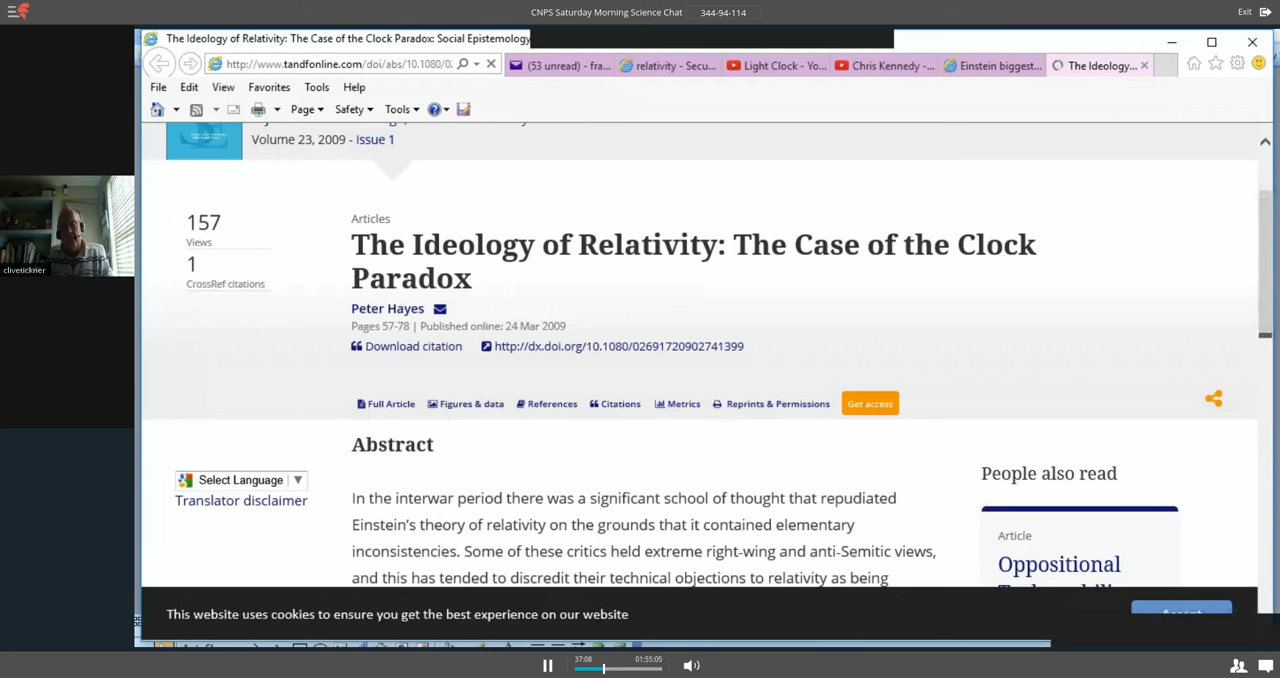 CNPS Saturday Morning Science Chat 344-94-114
Exit
The Ideology of Relativity: The Case of the Clock Paradox: Social Epistemology
http://www.tandfonline.com/doi/abs/10.1080/0
(53 unread) - fra...
relativity - Secu...
Light Clock - Yo...
Chris Kennedy -...
Einstein biggest...
The Ideology...
File Edit View Favorites Tools Help
Page Safety Tools
Volume 23, 2009 - Issue 1
157
Views
1
CrossRef citations
Articles
The Ideology of Relativity: The Case of the Clock
Paradox
Peter Hayes
Pages 57-78 | Published online: 24 Mar 2009
Download citation http://dx.doi.org/10.1080/02691720902741399
Full Article Figures & data References Citations Metrics Reprints & Permissions Get access
clivetickner
Abstract
Select Language
Translator disclaimer
In the interwar period there was a significant school of thought that repudiated
Einstein's theory of relativity on the grounds that it contained elementary
inconsistencies. Some of these critics held extreme right-wing and anti-Semitic views,
and this has tended to discredit their technical objections to relativity as being
People also read
Article
Oppositional
This website uses cookies to ensure you get the best experience on our website
37:08 01:55:05